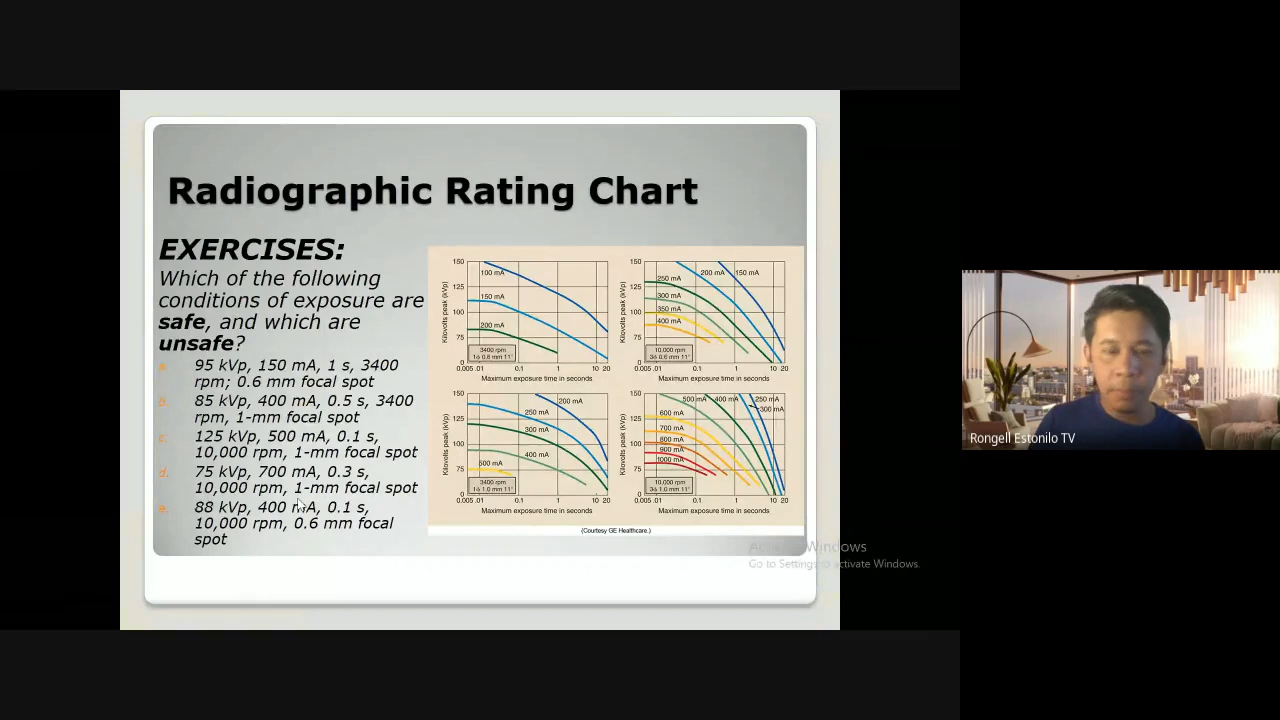 Radiographic Rating Chart
EXERCISES:
Which of the following
conditions of exposure are
safe, and which are
unsafe?
a. 95 kVp, 150 mA, 1 s, 3400
rpm; 0.6 mm focal spot
b. 85 kVp, 400 mA, 0.5 s, 3400
rpm, 1-mm focal spot
c. 125 kVp, 500 mA, 0.1 s,
10,000 rpm, 1-mm focal spot
d. 75 kVp, 700 mA, 0.3 s,
10,000 rpm, 1-mm focal spot
e. 88 kVp, 400 mA, 0.1 s,
10,000 rpm, 0.6 mm focal
spot
Kilovolts peak (kVp)
150
125
100
75
0
100 mA
150 mA
200 mA
3400 rpm
1ϕ 0.6 mm 11°
0.005 .01 0.1 1 10 20
Maximum exposure time in seconds
Kilovolts peak (kVp)
150
125
100
75
0
200 mA 150 mA
250 mA
300 mA
350 mA
400 mA
10,000 rpm
3ϕ 0.6 mm 11°
0.005 .01 0.1 1 10 20
Maximum exposure time in seconds
Kilovolts peak (kVp)
150
125
100
75
0
200 mA
250 mA
300 mA
400 mA
500 mA
3400 rpm
1ϕ 1.0 mm 11°
0.005 .01 0.1 1 10 20
Maximum exposure time in seconds
Kilovolts peak (kVp)
150
125
100
75
0
500 mA 400 mA 250 mA
300 mA
600 mA
700 mA
800 mA
900 mA
1000 mA
10,000 rpm
3ϕ 1.0 mm 11°
0.005 .01 0.1 1 10 20
Maximum exposure time in seconds
(Courtesy GE Healthcare.)
Rongell Estonilo TV
Activate Windows
Go to Settings to activate Windows.